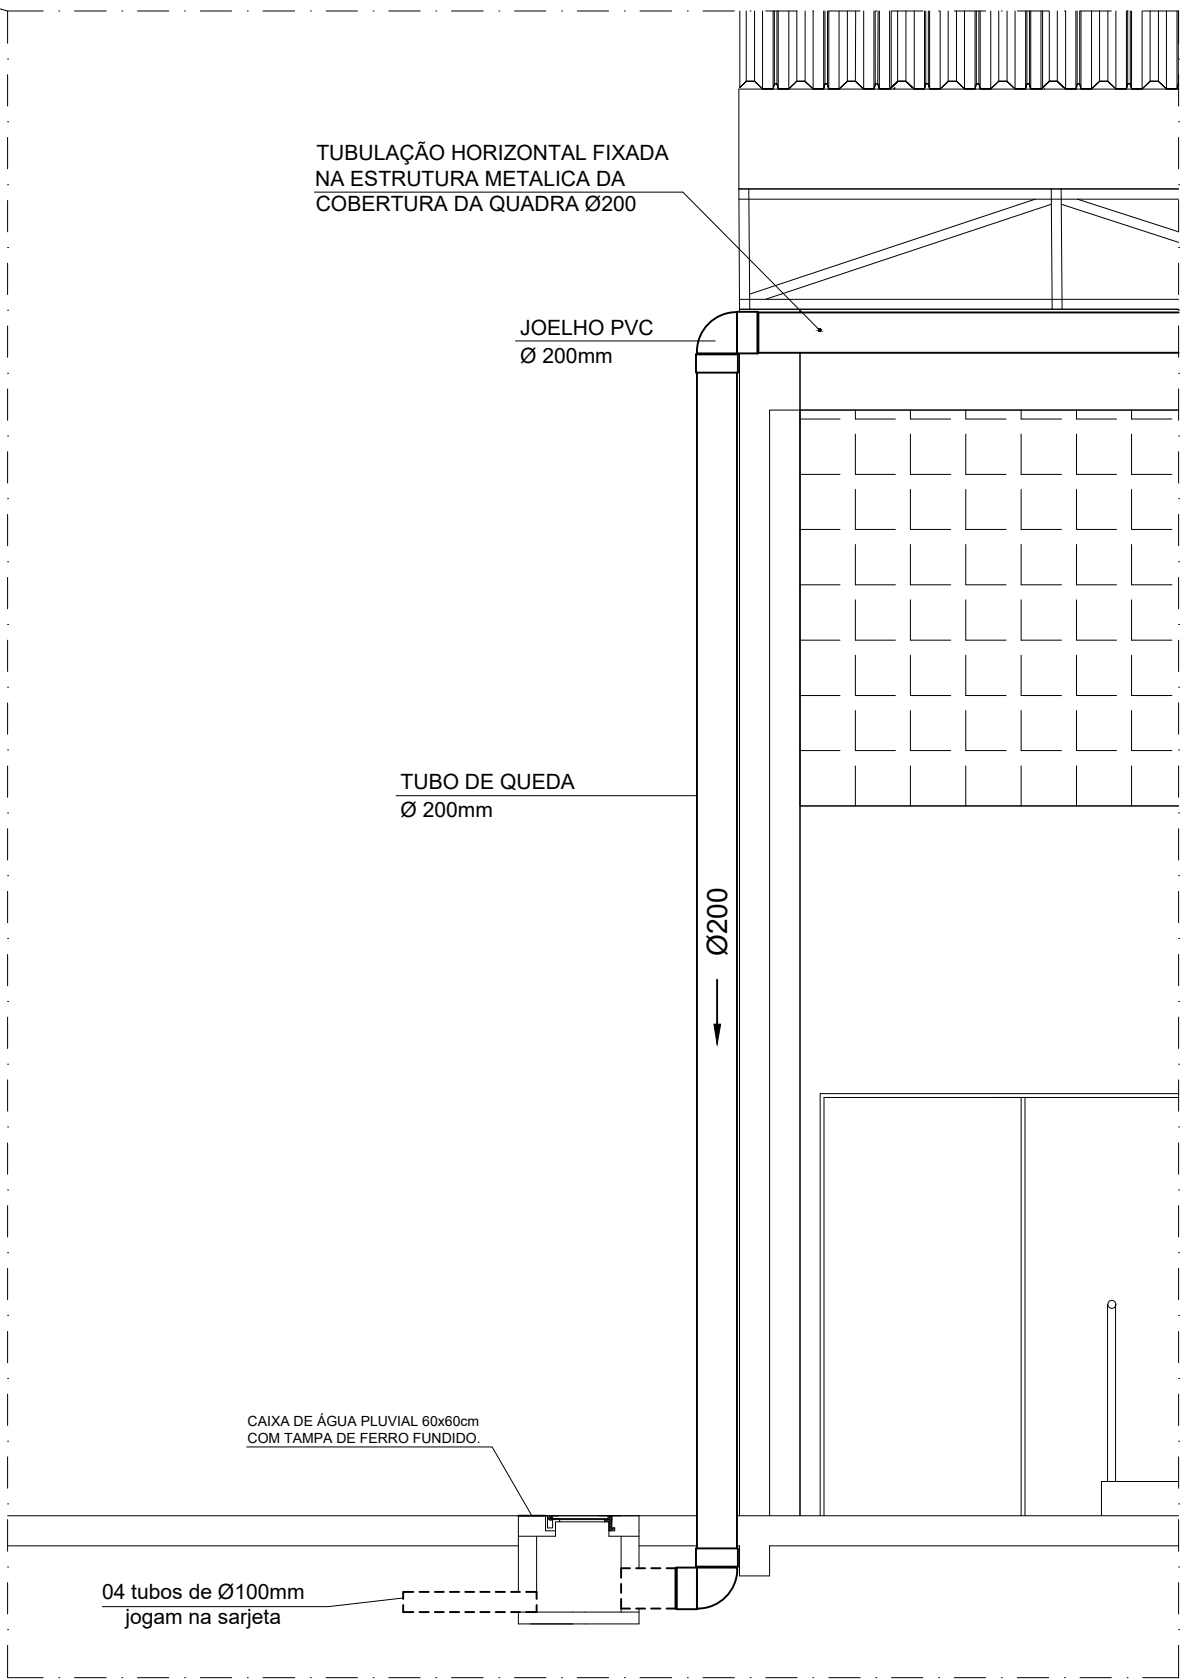 TUBULAÇÃO HORIZONTAL FIXADA
NA ESTRUTURA METALICA DA
COBERTURA DA QUADRA Ø200
JOELHO PVC
Ø 200mm
TUBO DE QUEDA
Ø 200mm
Ø200
CAIXA DE ÁGUA PLUVIAL 60x60cm
COM TAMPA DE FERRO FUNDIDO.
04 tubos de Ø100mm
jogam na sarjeta